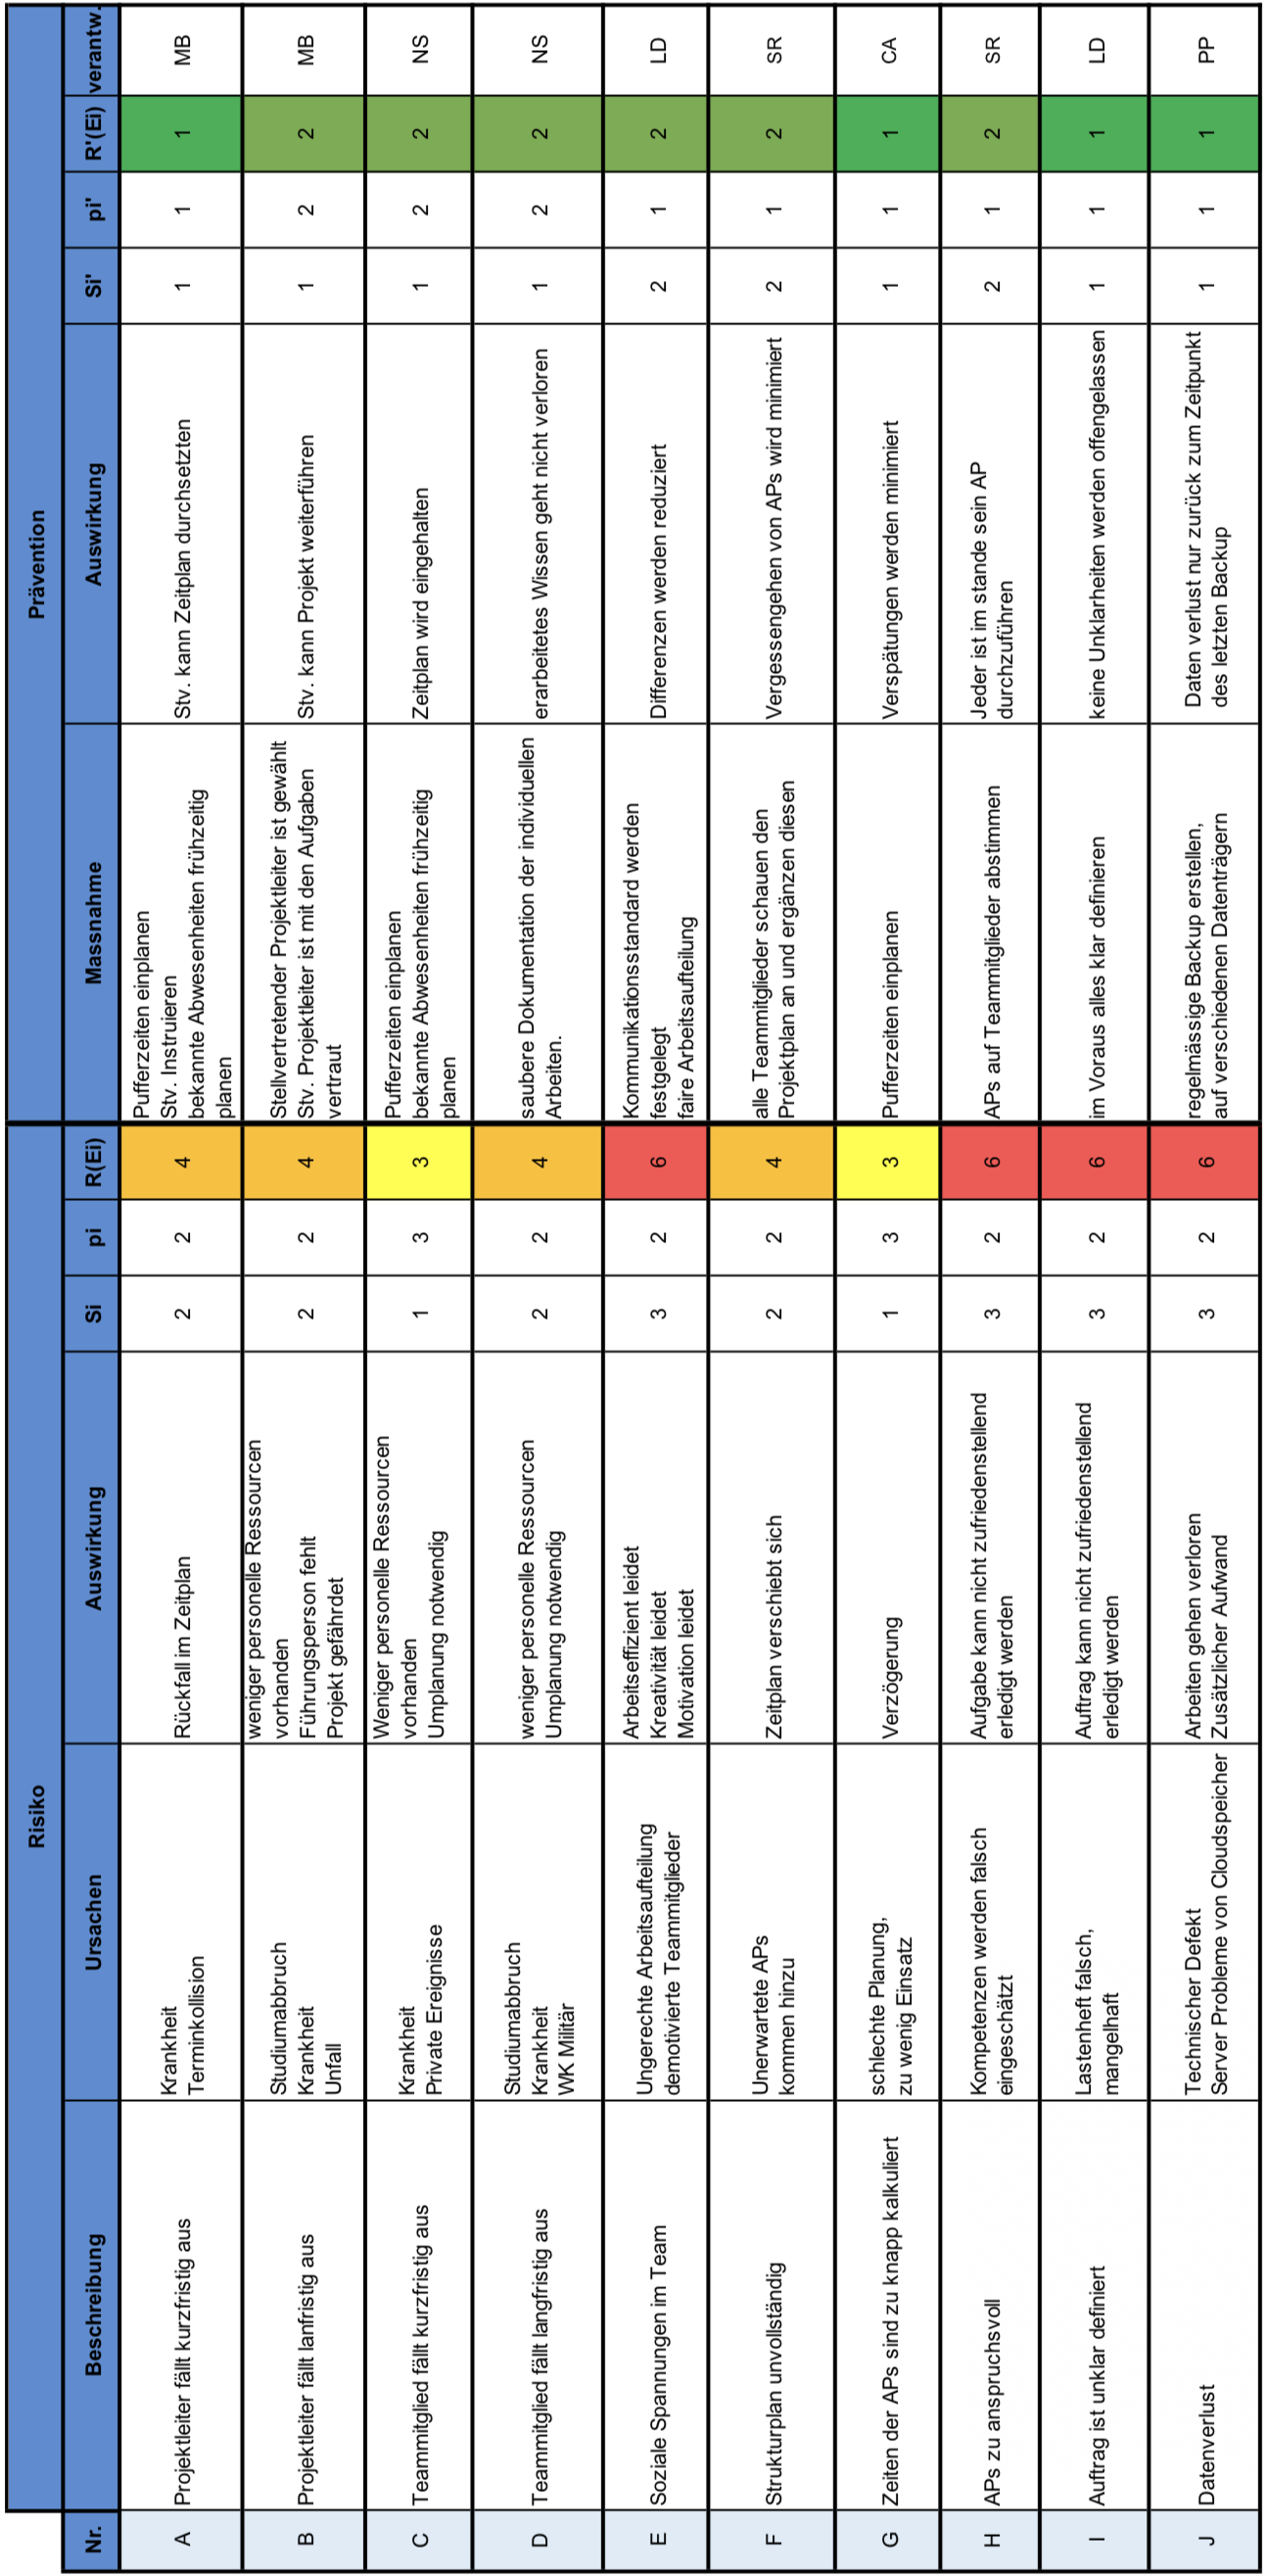 Risiko
Prävention
Nr.
Beschreibung
Ursachen
Auswirkung
Si
pi
R(Ei)
Massnahme
Auswirkung
Si'
pi'
R'(Ei)
verantw.
A
Projektleiter fällt kurzfristig aus
Krankheit
Terminkollision
Rückfall im Zeitplan
2
2
4
Pufferzeiten einplanen
Stv. Instruieren
bekannte Abwesenheiten frühzeitig
planen
Stv. kann Zeitplan durchsetzten
1
1
1
MB
B
Projektleiter fällt lanfristig aus
Studiumabbruch
Krankheit
Unfall
weniger personelle Ressourcen
vorhanden
Führungsperson fehlt
Projekt gefährdet
2
2
4
Stellvertretender Projektleiter ist gewählt
Stv. Projektleiter ist mit den Aufgaben
vertraut
Stv. kann Projekt weiterführen
1
2
2
MB
C
Teammitglied fällt kurzfristig aus
Krankheit
Private Ereignisse
Weniger personelle Ressourcen
vorhanden
Umplanung notwendig
1
3
3
Pufferzeiten einplanen
bekannte Abwesenheiten frühzeitig
planen
Zeitplan wird eingehalten
1
2
2
NS
D
Teammitglied fällt langfristig aus
Studiumabbruch
Krankheit
WK Militär
weniger personelle Ressourcen
Umplanung notwendig
2
2
4
saubere Dokumentation der individuellen
Arbeiten.
erarbeitetes Wissen geht nicht verloren
1
2
2
NS
E
Soziale Spannungen im Team
Ungerechte Arbeitsaufteilung
demotivierte Teammitglieder
Arbeitseffizient leidet
Kreativität leidet
Motivation leidet
3
2
6
Kommunikationsstandard werden
festgelegt
faire Arbeitsaufteilung
Differenzen werden reduziert
2
1
2
LD
F
Strukturplan unvollständig
Unerwartete APs
kommen hinzu
Zeitplan verschiebt sich
2
2
4
alle Teammitglieder schauen den
Projektplan an und ergänzen diesen
Vergessengehen von APs wird minimiert
2
1
2
SR
G
Zeiten der APs sind zu knapp kalkuliert
schlechte Planung,
zu wenig Einsatz
Verzögerung
1
3
3
Pufferzeiten einplanen
Verspätungen werden minimiert
1
1
1
CA
H
APs zu anspruchsvoll
Kompetenzen werden falsch
eingeschätzt
Aufgabe kann nicht zufriedenstellend
erledigt werden
3
2
6
APs auf Teammitglieder abstimmen
Jeder ist im stande sein AP
durchzuführen
2
1
2
SR
I
Auftrag ist unklar definiert
Lastenheft falsch,
mangelhaft
Auftrag kann nicht zufriedenstellend
erledigt werden
3
2
6
im Voraus alles klar definieren
keine Unklarheiten werden offengelassen
1
1
1
LD
J
Datenverlust
Technischer Defekt
Server Probleme von Cloudspeicher
Arbeiten gehen verloren
Zusätzlicher Aufwand
3
2
6
regelmässige Backup erstellen,
auf verschiedenen Datenträgern
Daten verlust nur zurück zum Zeitpunkt
des letzten Backup
1
1
1
PP